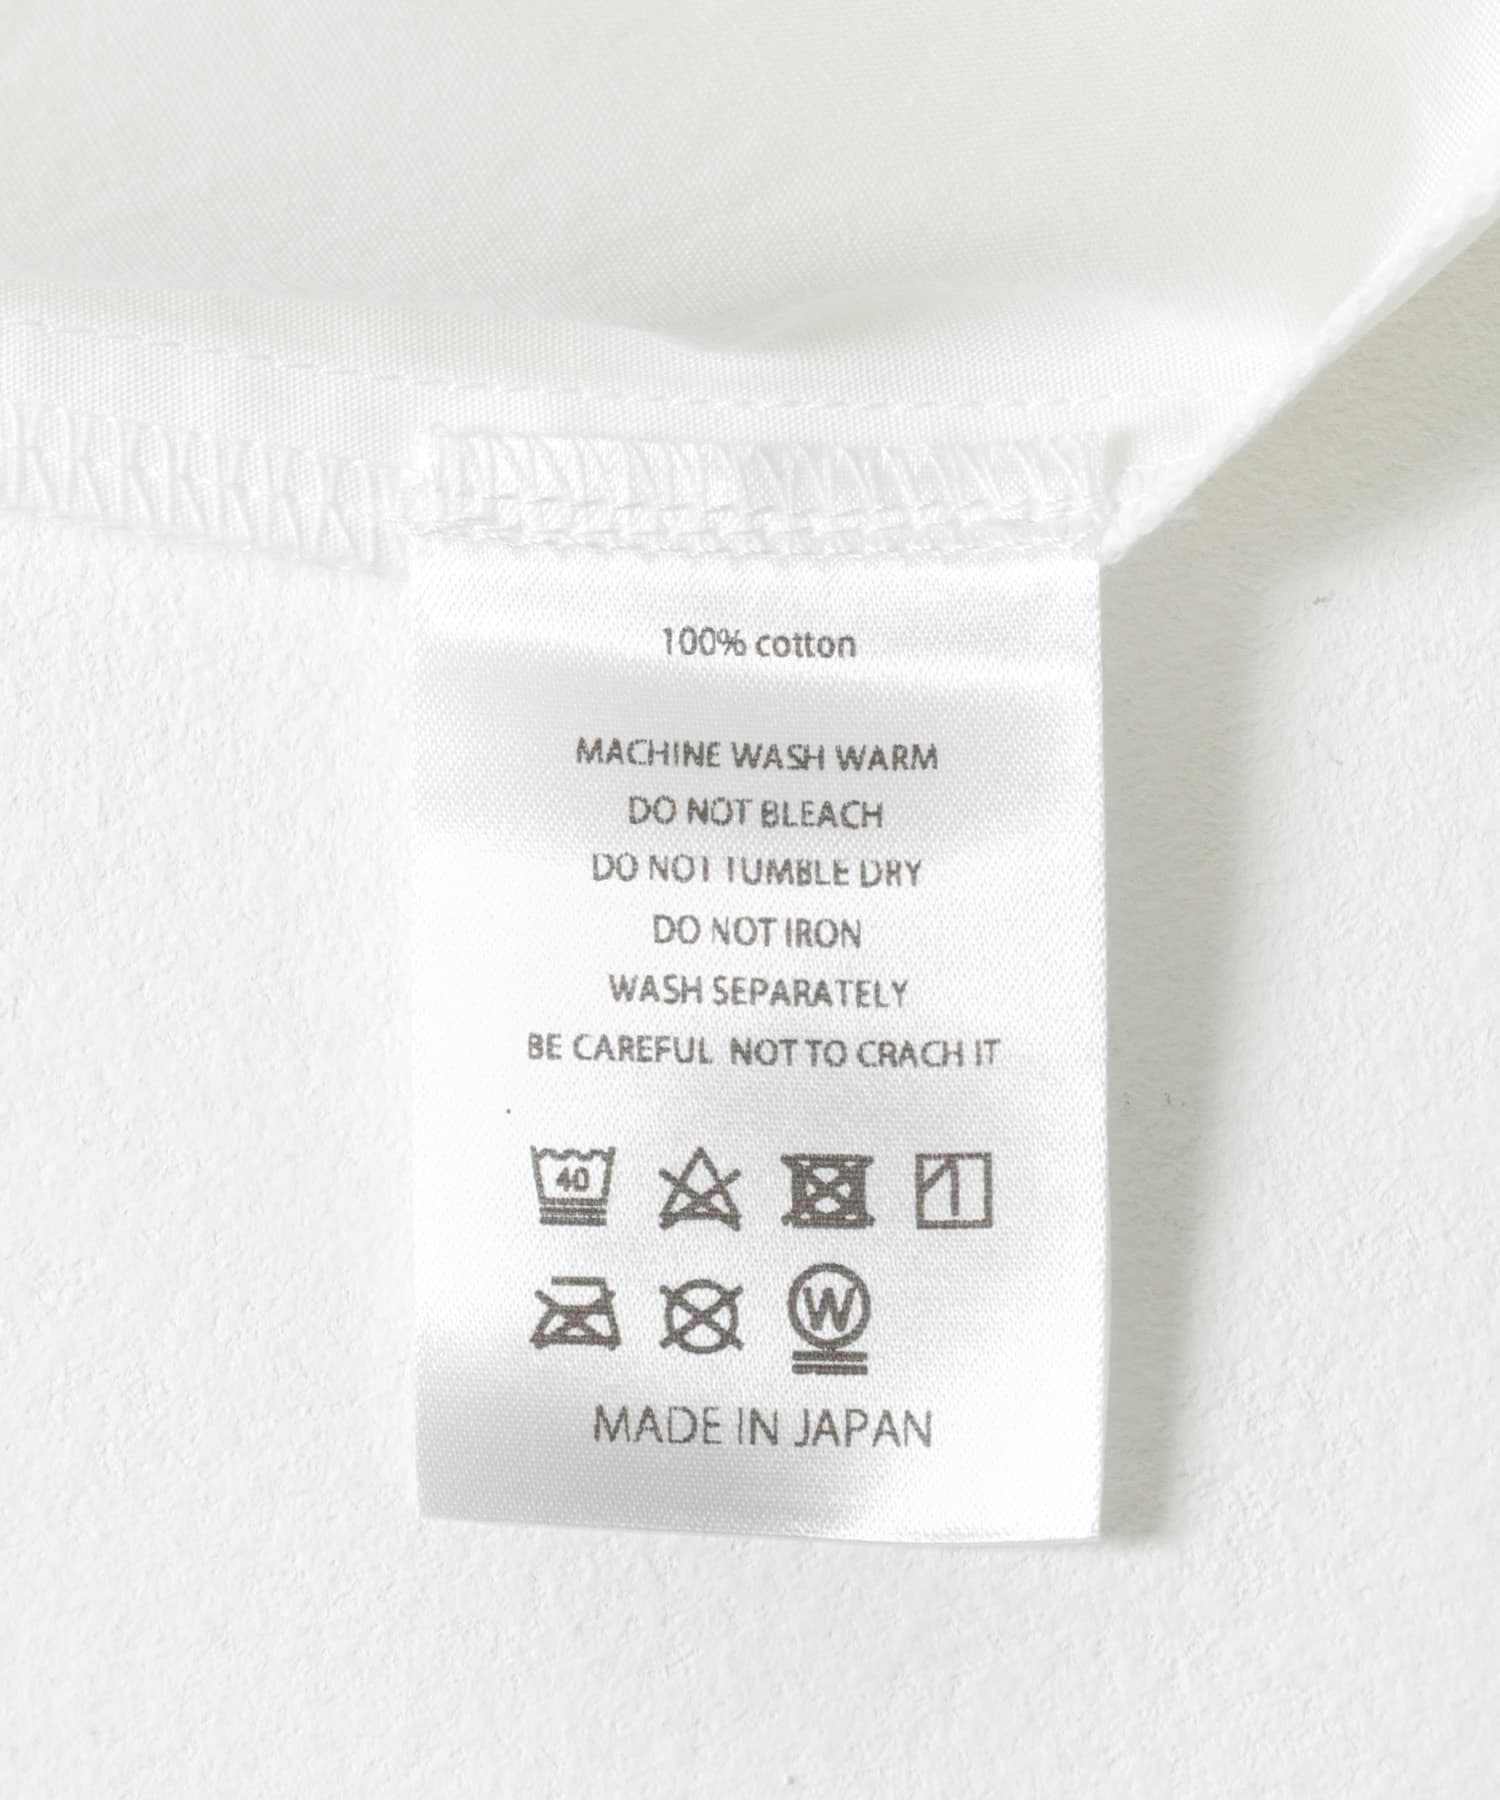 100% cotton
MACHINE WASH WARM
DO NOT BLEACH
DO NOT TUMBLE DRY
DO NOT IRON
WASH SEPARATELY
BE CAREFUL NOT TO CRACH IT
40
W
MADE IN JAPAN